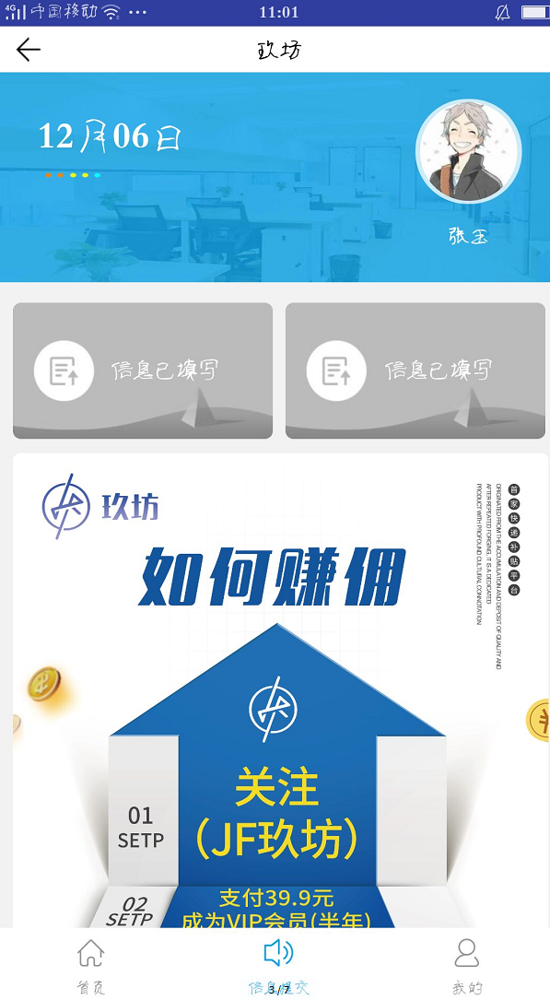 4G 中国移动 ••• 11:01
玖坊
12月06日
张玉
信息已填写 信息已填写
玖坊
首家快递补贴平台
ORIGINATED FROM THE ACCUMULATION AND DEPOSIT OF QUALITY AND
AFTER REPEATED FORGING, IT IS A DEDICATED
PRODUCT WITH PROFOUND CULTURAL CONNOTATION
如何赚佣
关注
(JF玖坊)
01
SETP
02
SETP
支付39.9元
成为VIP会员(半年)
首页 信息提交 我的
3/7